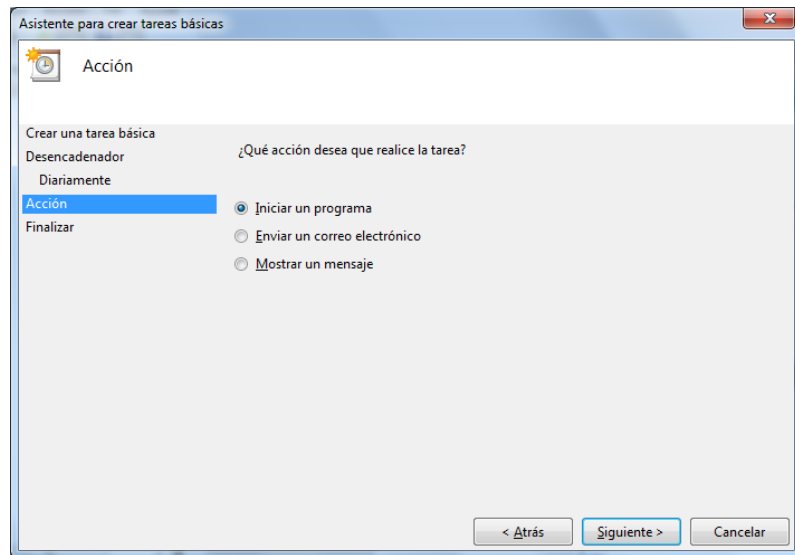 Asistente para crear tareas básicas
Acción
Crear una tarea básica
Desencadenador
Diariamente
Acción
Finalizar
¿Qué acción desea que realice la tarea?
Iniciar un programa
Enviar un correo electrónico
Mostrar un mensaje
< Atrás
Siguiente >
Cancelar